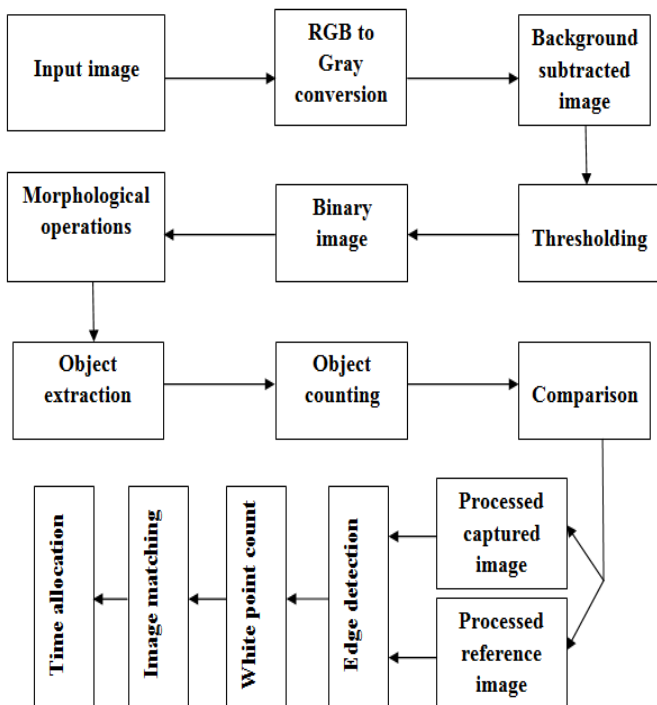 Input image
RGB to
Gray
conversion
Background
subtracted
image
Morphological
operations
Binary
image
Thresholding
Object
extraction
Object
counting
Comparison
Time allocation
Image matching
White point count
Edge detection
Processed
captured
image
Processed
reference
image